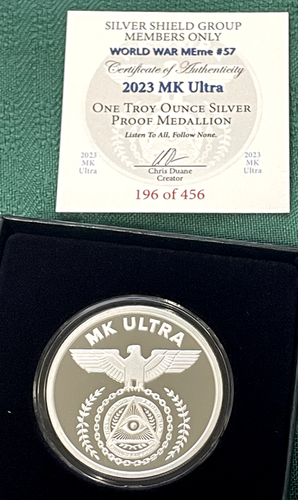 SILVER SHIELD GROUP
MEMBERS ONLY
WORLD WAR MEme #57
Certificate of Authenticity
2023 MK Ultra
ONE TROY OUNCE SILVER
PROOF MEDALLION
Listen To All, Follow None.
2023
MK
Ultra
Chris Duane
Creator
2023
MK
Ultra
196 of 456
MK ULTRA